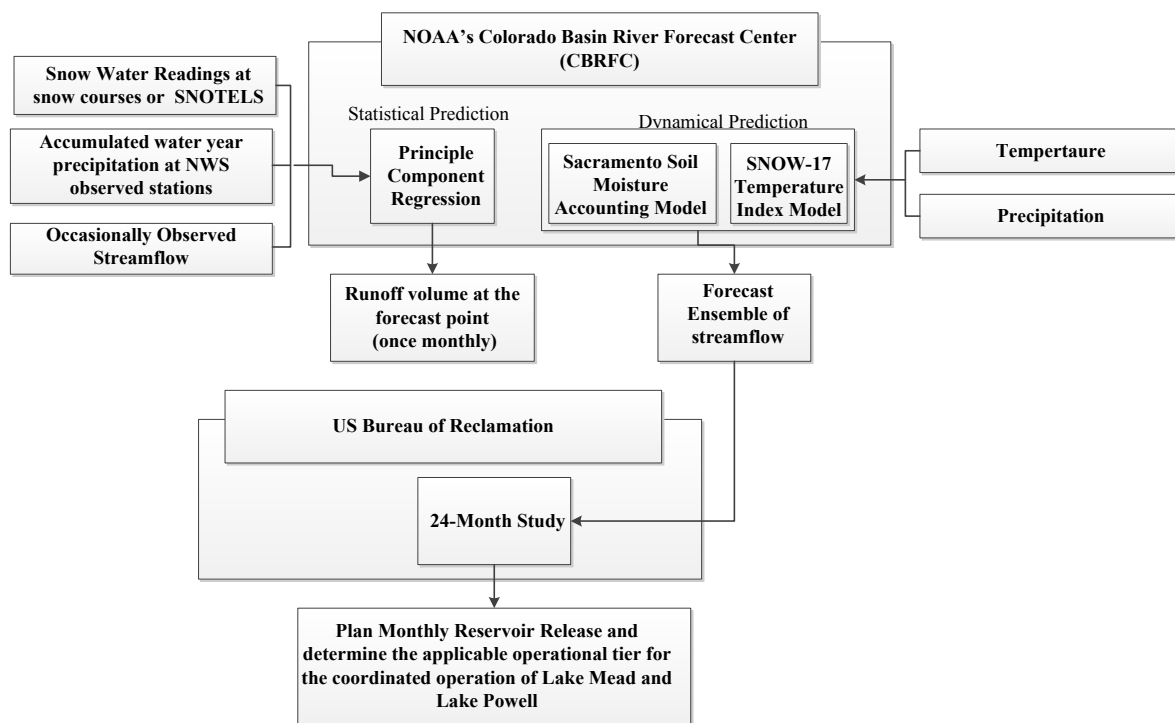 NOAA's Colorado Basin River Forecast Center
(CBRFC)
Snow Water Readings at
snow courses or SNOTELS
Accumulated water year
precipitation at NWS
observed stations
Occasionally Observed
Streamflow
Statistical Prediction
Principle
Component
Regression
Dynamical Prediction
Sacramento Soil
Moisture
Accounting Model
SNOW-17
Temperature
Index Model
Tempertaure
Precipitation
Runoff volume at the
forecast point
(once monthly)
Forecast
Ensemble of
streamflow
US Bureau of Reclamation
24-Month Study
Plan Monthly Reservoir Release and
determine the applicable operational tier for
the coordinated operation of Lake Mead and
Lake Powell